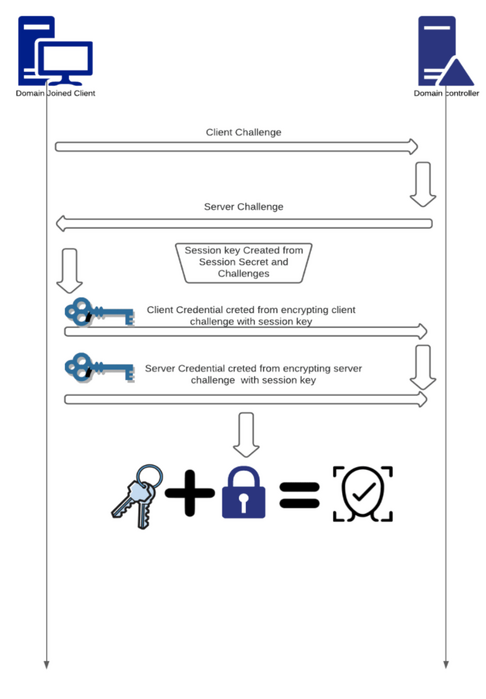 Domain Joined Client
Domain controller
Client Challenge
Server Challenge
Session key Created from
Session Secret and
Challenges
Client Credential creted from encrypting client
challenge with session key
Server Credential creted from encrypting server
challenge with session key